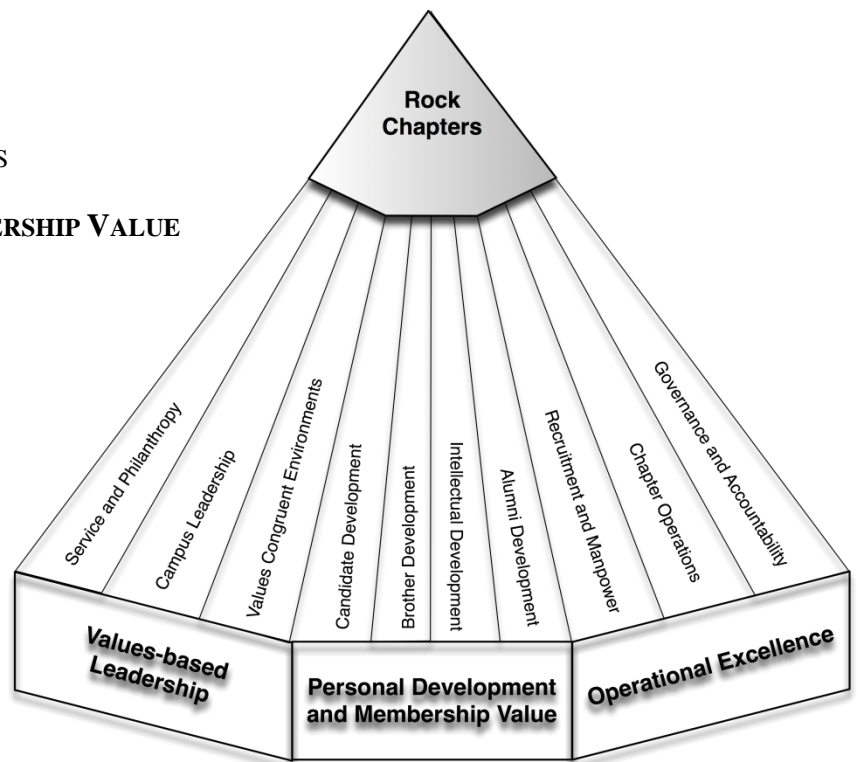 Rock
Chapters
S
ERSHIP VALUE
Service and Philanthropy
Campus Leadership
Values Congruent Environments
Candidate Development
Brother Development
Intellectual Development
Alumni Development
Recruitment and Manpower
Chapter Operations
Governance and Accountability
Values-based
Leadership
Personal Development
and Membership Value
Operational Excellence